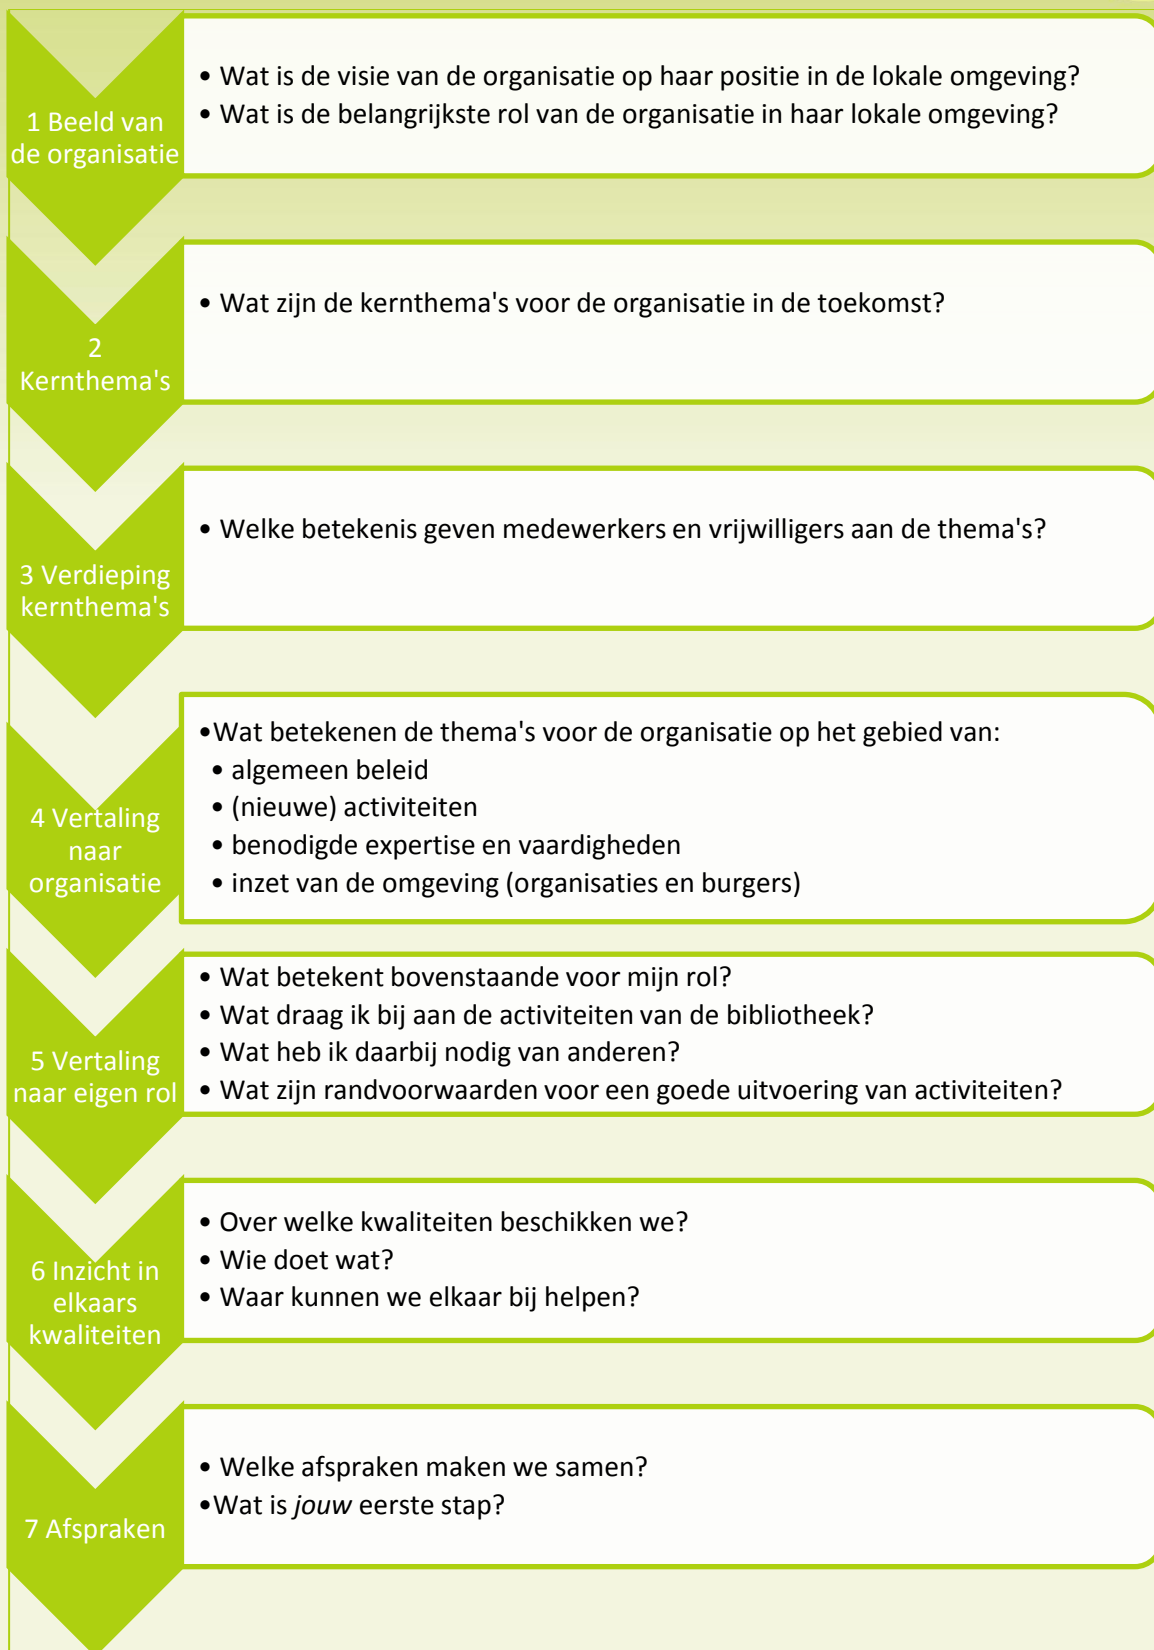 1 Beeld van
de organisatie
• Wat is de visie van de organisatie op haar positie in de lokale omgeving?
• Wat is de belangrijkste rol van de organisatie in haar lokale omgeving?
2
Kernthema's
• Wat zijn de kernthema's voor de organisatie in de toekomst?
3 Verdieping
kernthema's
• Welke betekenis geven medewerkers en vrijwilligers aan de thema's?
4 Vertaling
naar
organisatie
•Wat betekenen de thema's voor de organisatie op het gebied van:
• algemeen beleid
• (nieuwe) activiteiten
• benodigde expertise en vaardigheden
• inzet van de omgeving (organisaties en burgers)
5 Vertaling
naar eigen rol
• Wat betekent bovenstaande voor mijn rol?
• Wat draag ik bij aan de activiteiten van de bibliotheek?
• Wat heb ik daarbij nodig van anderen?
• Wat zijn randvoorwaarden voor een goede uitvoering van activiteiten?
6 Inzicht in
elkaars
kwaliteiten
• Over welke kwaliteiten beschikken we?
• Wie doet wat?
• Waar kunnen we elkaar bij helpen?
7 Afspraken
• Welke afspraken maken we samen?
•Wat is jouw eerste stap?